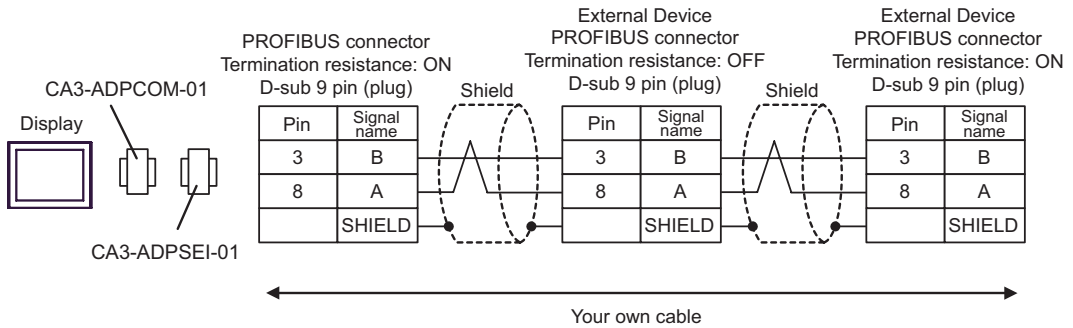 External Device
PROFIBUS connector
Termination resistance: OFF
D-sub 9 pin (plug)
External Device
PROFIBUS connector
Termination resistance: ON
D-sub 9 pin (plug)
PROFIBUS connector
Termination resistance: ON
D-sub 9 pin (plug)
CA3-ADPCOM-01
Display
CA3-ADPSEI-01
Shield
Shield
Pin Signal name
3 B
8 A
SHIELD
Pin Signal name
3 B
8 A
SHIELD
Pin Signal name
3 B
8 A
SHIELD
Your own cable